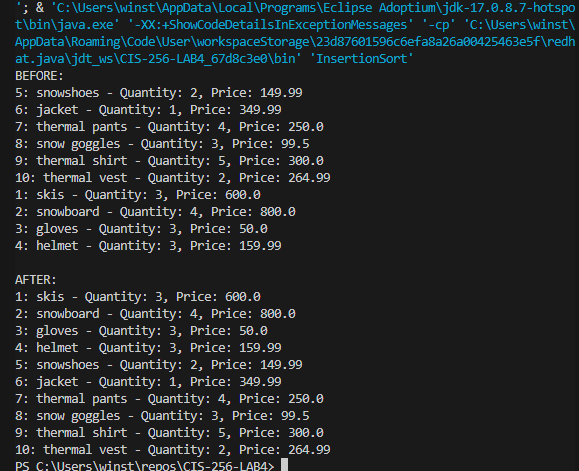 '; & 'C:\Users\winst\AppData\Local\Programs\Eclipse Adoptium\jdk-17.0.8.7-hotspo
t\bin\java.exe' '-XX:+ShowCodeDetailsInExceptionMessages' '-cp' 'C:\Users\winst\
AppData\Roaming\Code\User\workspaceStorage\23d87601596c6efa8a26a00425463e5f\redh
at.java\jdt_ws\CIS-256-LAB4_67d8c3e0\bin' 'InsertionSort'
BEFORE:
5: snowshoes - Quantity: 2, Price: 149.99
6: jacket - Quantity: 1, Price: 349.99
7: thermal pants - Quantity: 4, Price: 250.0
8: snow goggles - Quantity: 3, Price: 99.5
9: thermal shirt - Quantity: 5, Price: 300.0
10: thermal vest - Quantity: 2, Price: 264.99
1: skis - Quantity: 3, Price: 600.0
2: snowboard - Quantity: 4, Price: 800.0
3: gloves - Quantity: 3, Price: 50.0
4: helmet - Quantity: 3, Price: 159.99

AFTER:
1: skis - Quantity: 3, Price: 600.0
2: snowboard - Quantity: 4, Price: 800.0
3: gloves - Quantity: 3, Price: 50.0
4: helmet - Quantity: 3, Price: 159.99
5: snowshoes - Quantity: 2, Price: 149.99
6: jacket - Quantity: 1, Price: 349.99
7: thermal pants - Quantity: 4, Price: 250.0
8: snow goggles - Quantity: 3, Price: 99.5
9: thermal shirt - Quantity: 5, Price: 300.0
10: thermal vest - Quantity: 2, Price: 264.99
PS C:\Users\winst\repos\CIS-256-LAB4>